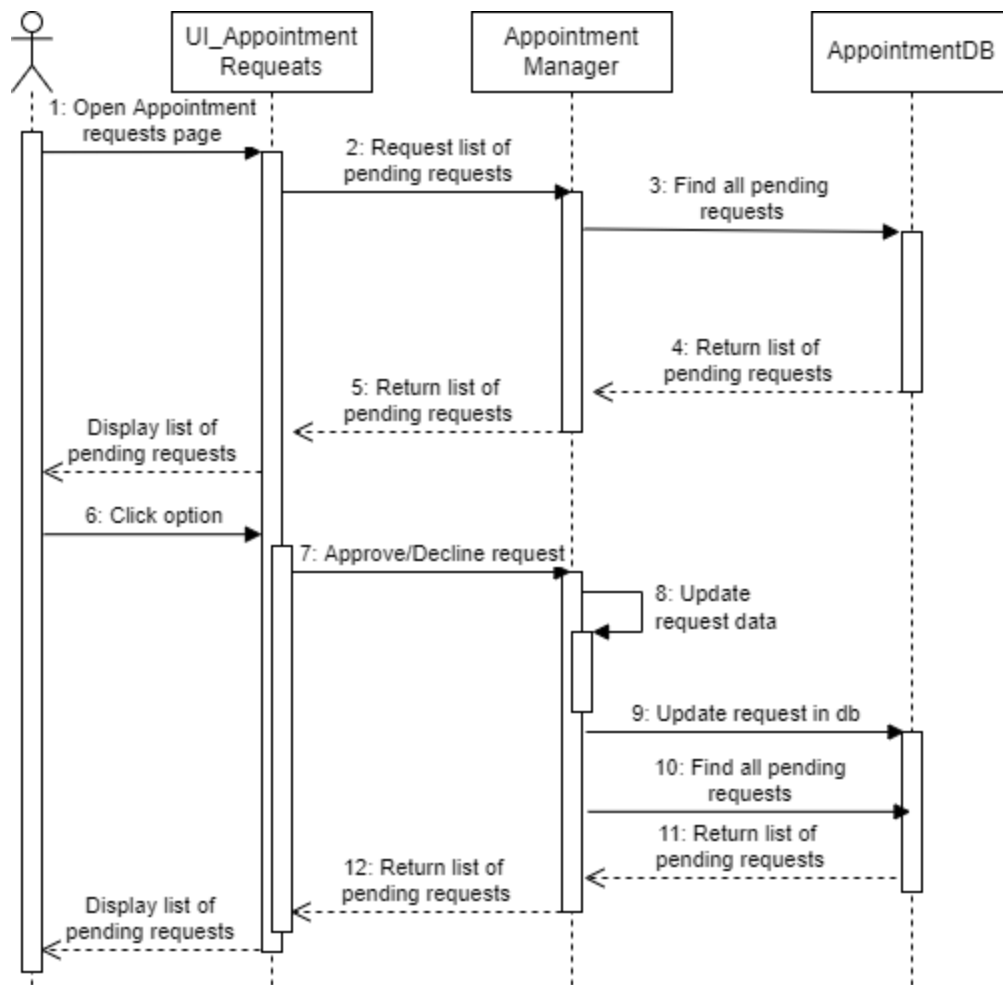 UI_Appointment
Requeats
Appointment
Manager
AppointmentDB
1: Open Appointment
requests page
2: Request list of
pending requests
3: Find all pending
requests
4: Return list of
pending requests
5: Return list of
pending requests
Display list of
pending requests
6: Click option
7: Approve/Decline request
8: Update
request data
9: Update request in db
10: Find all pending
requests
11: Return list of
pending requests
12: Return list of
pending requests
Display list of
pending requests